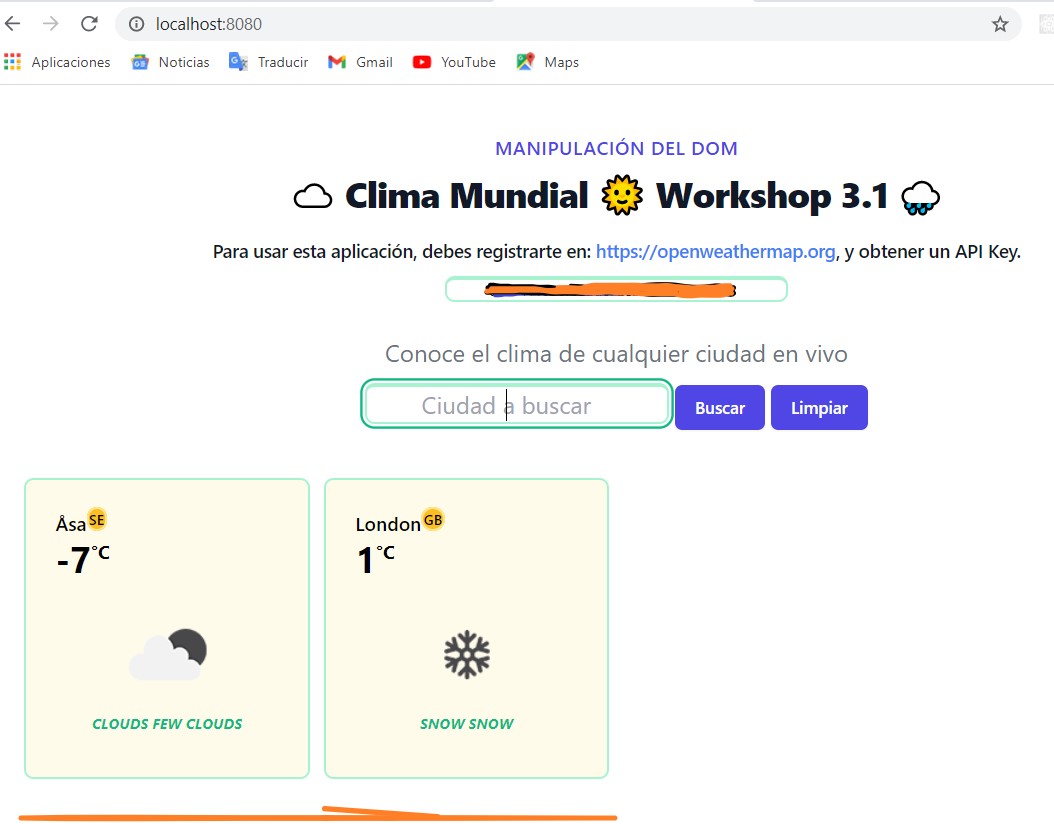 localhost:8080
Aplicaciones Noticias Traducir Gmail YouTube Maps
MANIPULACIÓN DEL DOM
Clima Mundial Workshop 3.1
Para usar esta aplicación, debes registrarte en: https://openweathermap.org, y obtener un API Key.
Conoce el clima de cualquier ciudad en vivo
Ciudad a buscar Buscar Limpiar
Åsa SE London GB
-7°C 1°C
CLOUDS FEW CLOUDS SNOW SNOW